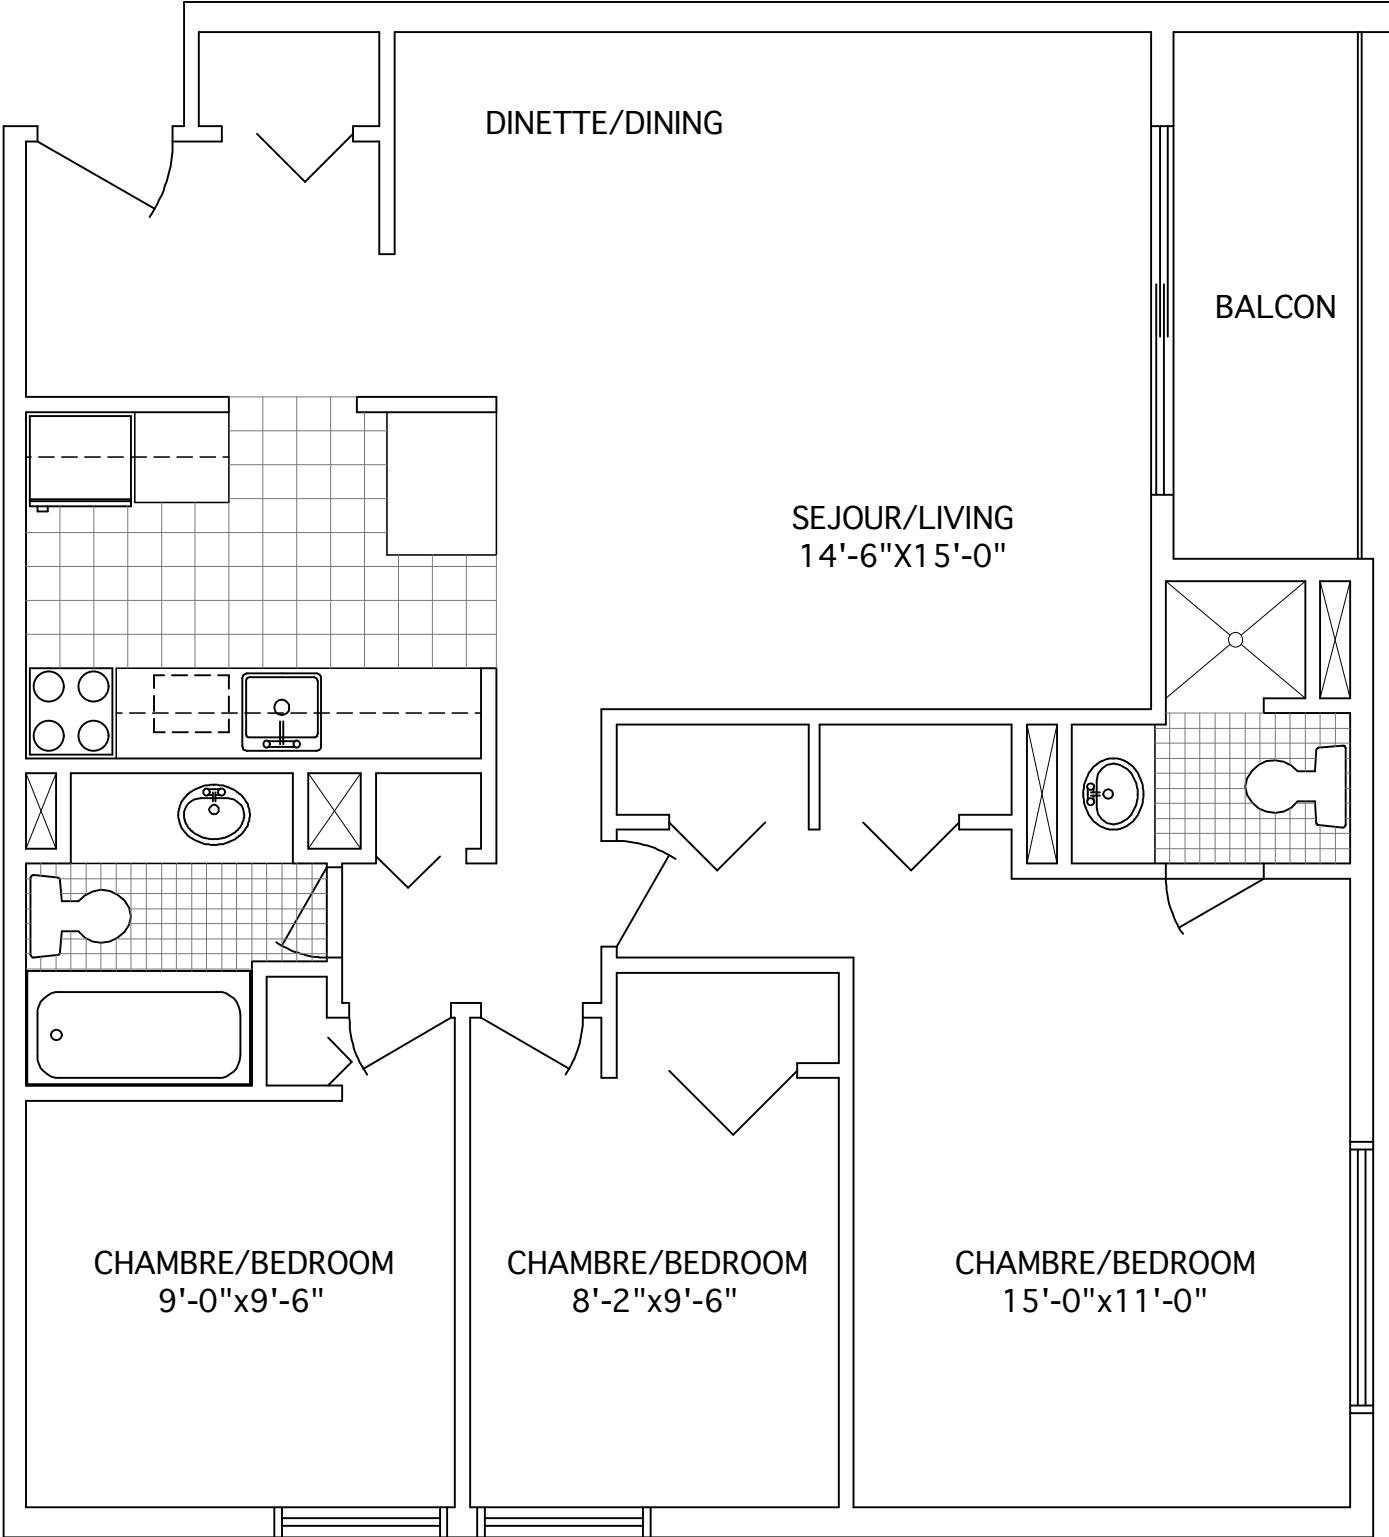 DINETTE/DINING
BALCON
SEJOUR/LIVING
14'-6"X15'-0"
CHAMBRE/BEDROOM
9'-0"x9'-6"
CHAMBRE/BEDROOM
8'-2"x9'-6"
CHAMBRE/BEDROOM
15'-0"x11'-0"